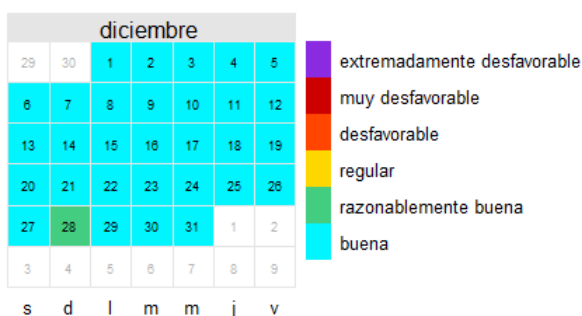 diciembre
29 30 1 2 3 4 5
6 7 8 9 10 11 12
13 14 15 16 17 18 19
20 21 22 23 24 25 26
27 28 29 30 31 1 2
3 4 5 6 7 8 9
s d l m m j v
extremadamente desfavorable
muy desfavorable
desfavorable
regular
razonablemente buena
buena